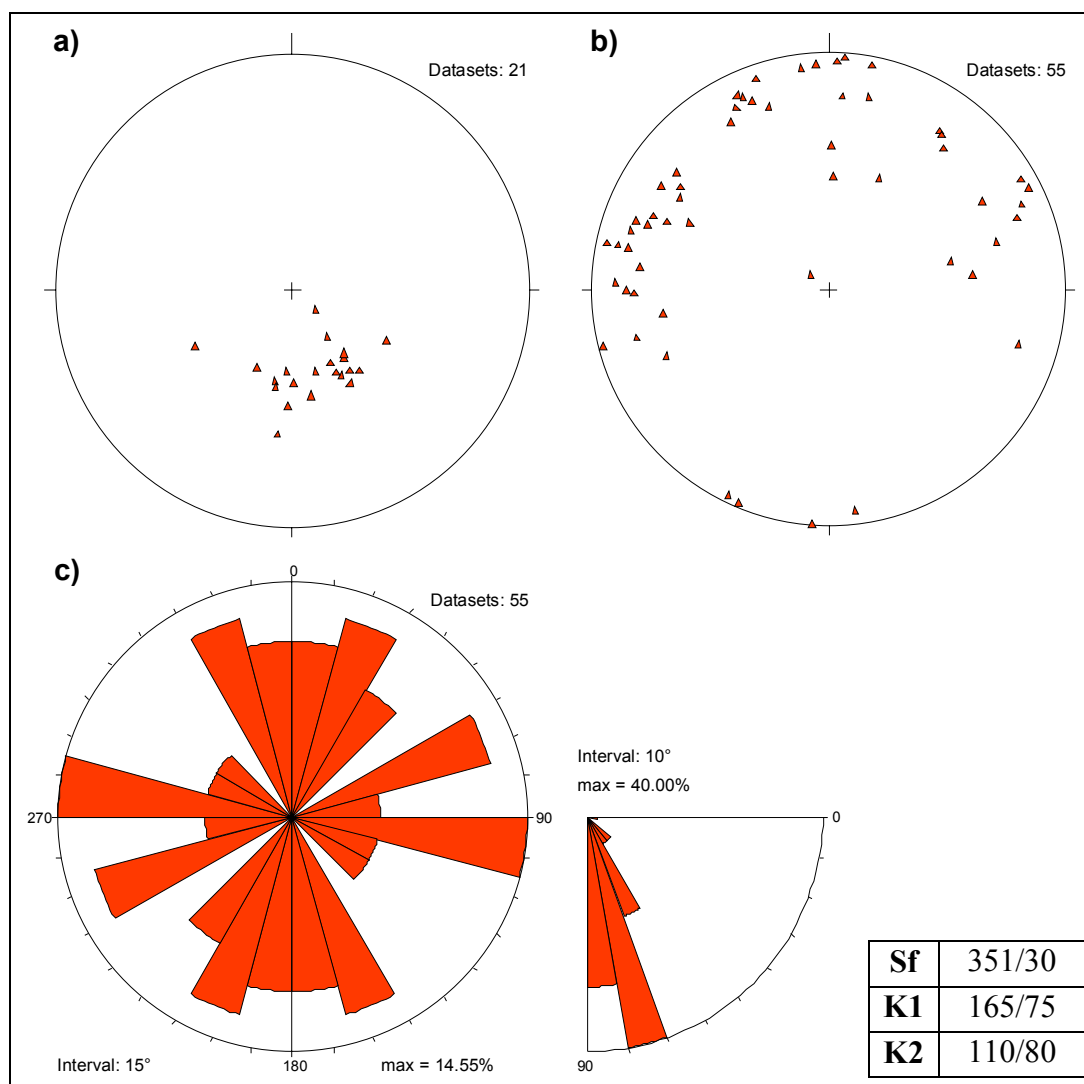 a)
Datasets: 21
b)
Datasets: 55
c)
0
Datasets: 55
270
90
Interval: 15°
180
max = 14.55%
Interval: 10°
max = 40.00%
0
90
Sf 351/30
K1 165/75
K2 110/80